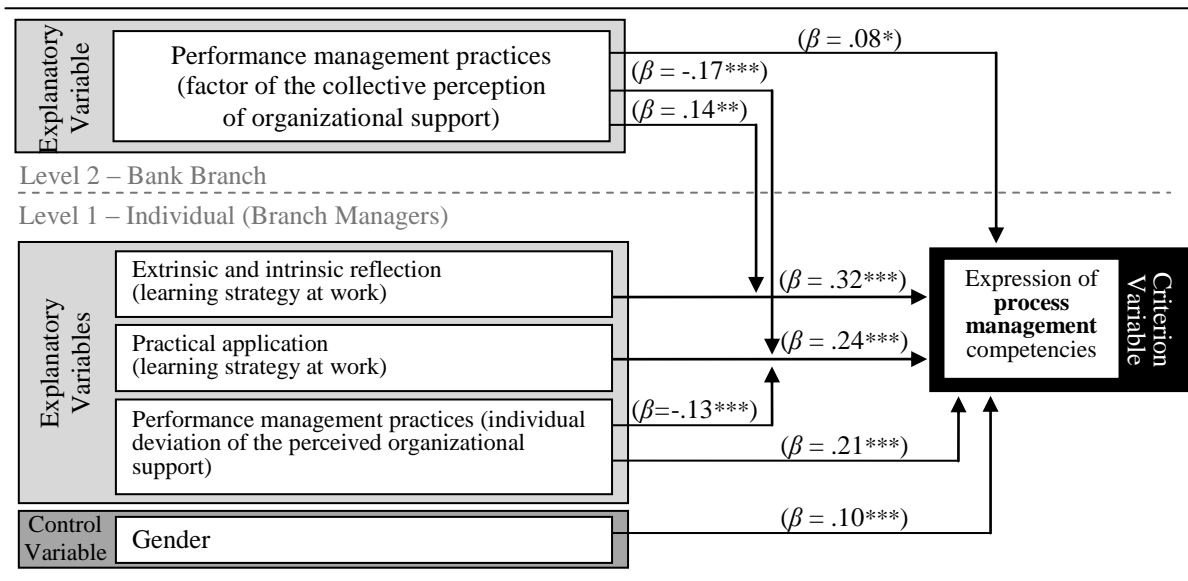 Explanatory
Variable
Performance management practices
(factor of the collective perception
of organizational support)
(β = .08*)
(β = -.17***)
(β = .14**)
Level 2 – Bank Branch
Level 1 – Individual (Branch Managers)
Explanatory
Variables
Extrinsic and intrinsic reflection
(learning strategy at work)
(β = .32***)
Practical application
(learning strategy at work)
(β = .24***)
Performance management practices (individual
deviation of the perceived organizational
support)
(β=-.13***)
(β = .21***)
Expression of
process
management
competencies
Criterion
Variable
Control
Variable
Gender
(β = .10***)